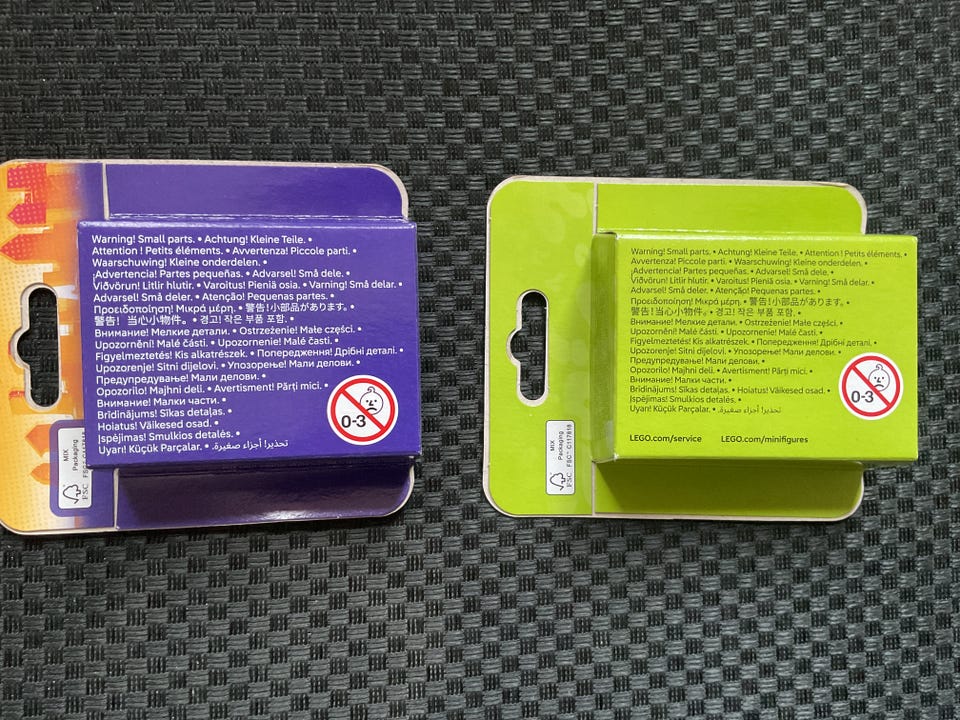 Warning! Small parts. • Achtung! Kleine Teile. •
Attention ! Petits éléments. • Avvertenza! Piccole parti. •
Waarschuwing! Kleine onderdelen. •
¡Advertencia! Partes pequeñas. • Advarsel! Små dele. •
Viðvörun! Litlir hlutir. • Varoitus! Pieniä osia. • Varning! Små delar. •
Advarsel! Små deler. • Atenção! Pequenas partes. •
Προειδοποίηση! Μικρά μέρη. • 警告!小部品があります。 •
警告！当心小物件。 • 경고! 작은 부품 포함. •
Внимание! Мелкие детали. • Ostrzeżenie! Małe części. •
Upozornění! Malé části. • Upozornenie! Malé časti. •
Figyelmeztetés! Kis alkatrészek. • Попередження! Дрібні деталі. •
Upozorenje! Sitni dijelovi. • Упозорење! Мали делови. •
Предупредување! Мали делови. •
Opozorilo! Majhni deli. • Avertisment! Părți mici. •
Внимание! Малки части. •
Brīdinājums! Sīkas detaļas. •
Hoiatus! Väikesed osad. •
Įspėjimas! Smulkios detalės. •
Uyarı! Küçük Parçalar. • تحذير! أجزاء صغيرة.
0-3
MIX
Packaging
FSC
FSC™ C117818
Warning! Small parts. • Achtung! Kleine Teile. • Attention ! Petits éléments. •
Avvertenza! Piccole parti. • Waarschuwing! Kleine onderdelen. •
¡Advertencia! Partes pequeñas. • Advarsel! Små dele. •
Viðvörun! Litlir hlutir. • Varoitus! Pieniä osia. • Varning! Små delar. •
Advarsel! Små deler. • Atenção! Pequenas partes. •
Προειδοποίηση! Μικρά μέρη. • 警告!小部品があります。 •
警告！当心小物件。 • 경고! 작은 부품 포함. •
Внимание! Мелкие детали. • Ostrzeżenie! Małe części. •
Upozornění! Malé části. • Upozornenie! Malé časti. •
Figyelmeztetés! Kis alkatrészek. • Попередження! Дрібні деталі. •
Upozorenje! Sitni dijelovi. • Упозорење! Мали делови. •
Предупредување! Мали делови. •
Opozorilo! Majhni deli. • Avertisment! Părți mici. •
Внимание! Малки части. •
Brīdinājums! Sīkas detaļas. • Hoiatus! Väikesed osad. •
Įspėjimas! Smulkios detalės. •
Uyarı! Küçük Parçalar. • تحذير! أجزاء صغيرة.
LEGO.com/service LEGO.com/minifigures
0-3
MIX
Packaging
FSC
FSC™ C117818